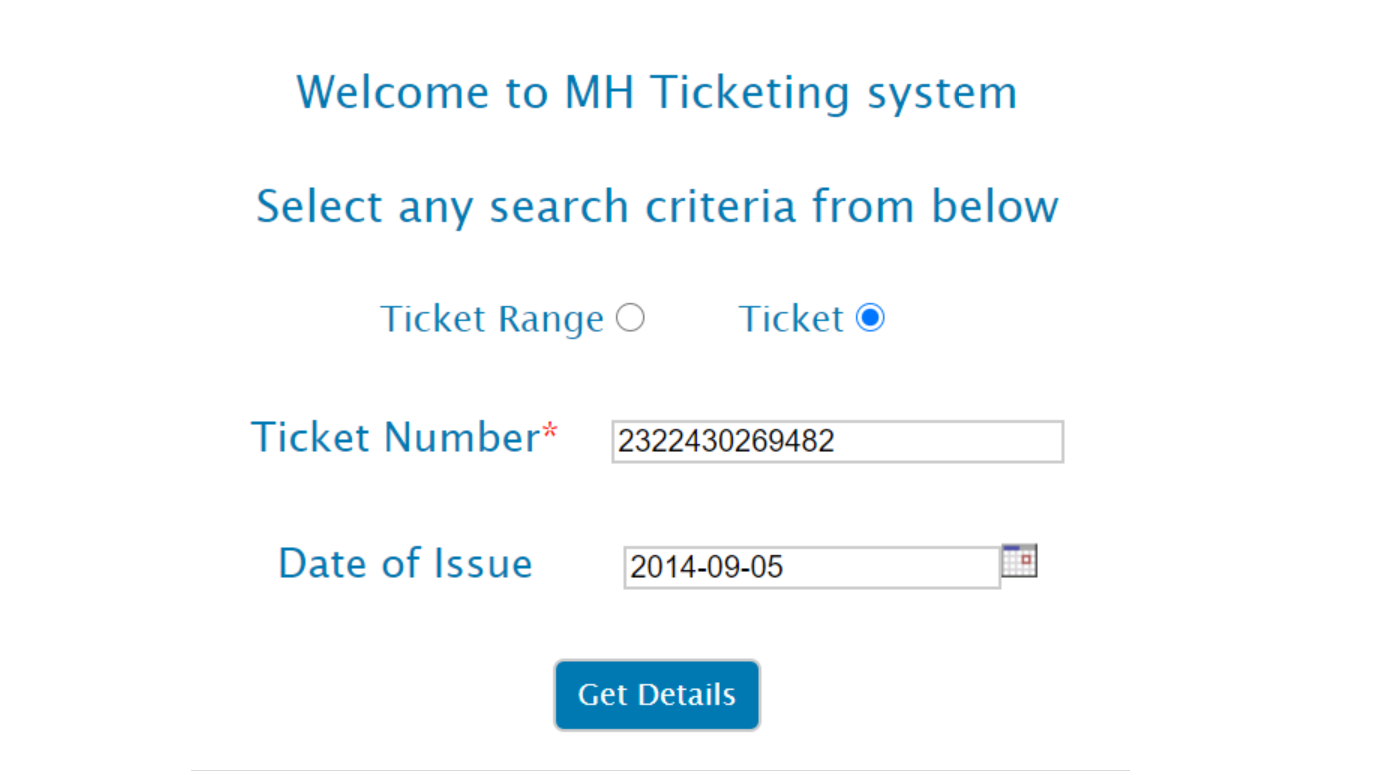 Welcome to MH Ticketing system
Select any search criteria from below
Ticket Range Ticket
Ticket Number* 2322430269482
Date of Issue 2014-09-05
Get Details